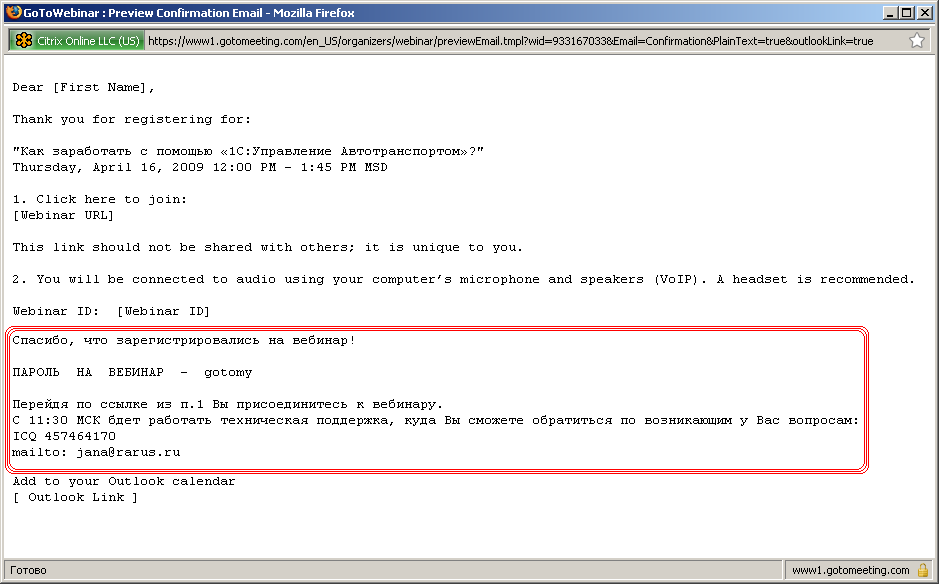 GoToWebinar : Preview Confirmation Email - Mozilla Firefox
Citrix Online LLC (US) https://www1.gotomeeting.com/en_US/organizers/webinar/previewEmail.tmpl?wid=933167033&Email=Confirmation&PlainText=true&outlookLink=true
Dear [First Name],
Thank you for registering for:
"Как заработать с помощью «1С:Управление Автотранспортом»?"
Thursday, April 16, 2009 12:00 PM - 1:45 PM MSD
1. Click here to join:
[Webinar URL]
This link should not be shared with others; it is unique to you.
2. You will be connected to audio using your computer's microphone and speakers (VoIP). A headset is recommended.
Webinar ID: [Webinar ID]
Спасибо, что зарегистрировались на вебинар!
ПАРОЛЬ НА ВЕБИНАР - gotomy
Перейдя по ссылке из п.1 Вы присоединитесь к вебинару.
С 11:30 МСК бдет работать техническая поддержка, куда Вы сможете обратиться по возникающим у Вас вопросам:
ICQ 457464170
mailto: jana@rarus.ru
Add to your Outlook calendar
[ Outlook Link ]
Готово www1.gotomeeting.com